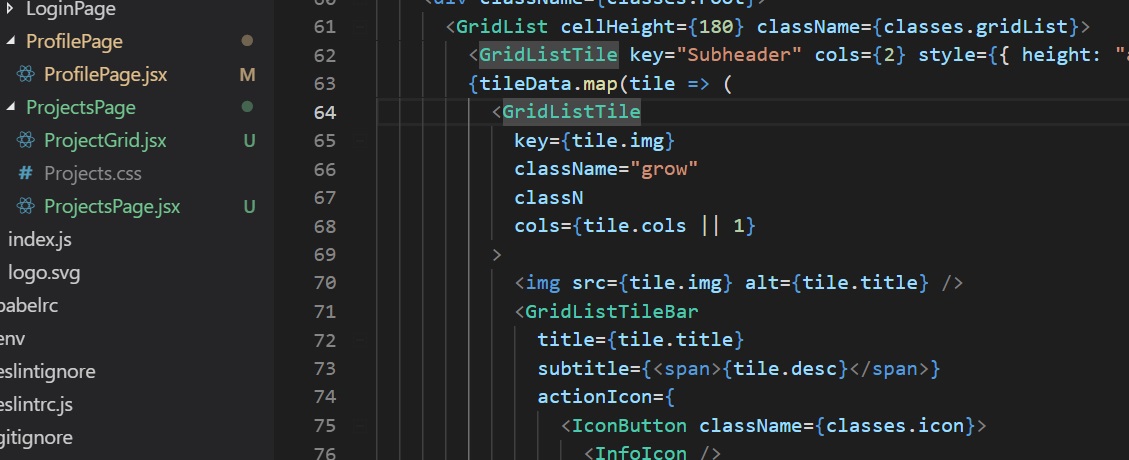 LoginPage
ProfilePage
ProfilePage.jsx M
ProjectsPage
ProjectGrid.jsx U
# Projects.css
ProjectsPage.jsx U
index.js
logo.svg
babelrc
env
eslintignore
eslintrc.js
gitignore
60 <div className={classes.root}>
61 <GridList cellHeight={180} className={classes.gridList}>
62 <GridListTile key="Subheader" cols={2} style={{ height: "a
63 {tileData.map(tile => (
64 <GridListTile
65 key={tile.img}
66 className="grow"
67 classN
68 cols={tile.cols || 1}
69 >
70 <img src={tile.img} alt={tile.title} />
71 <GridListTileBar
72 title={tile.title}
73 subtitle={<span>{tile.desc}</span>}
74 actionIcon={
75 <IconButton className={classes.icon}>
76 <InfoIcon />